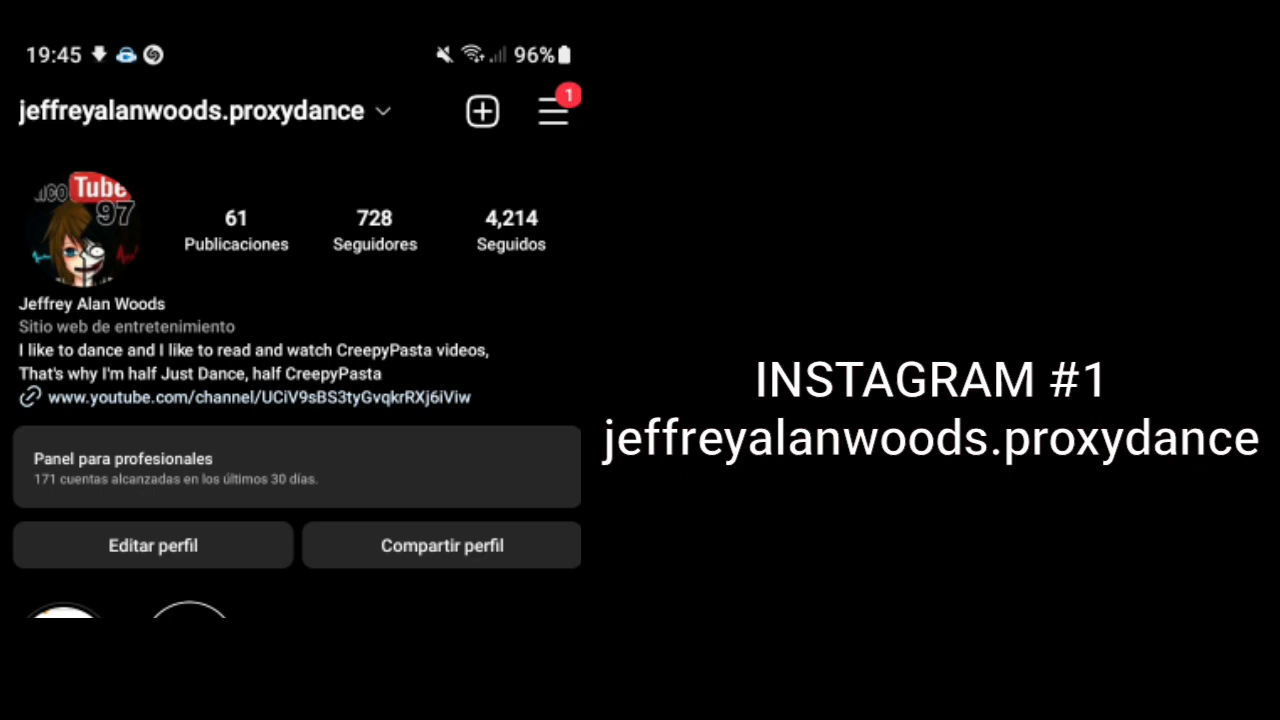 19:45 96%
jeffreyalanwoods.proxydance
1
Tube
97
61 728 4,214
Publicaciones Seguidores Seguidos
Jeffrey Alan Woods
Sitio web de entretenimiento
I like to dance and I like to read and watch CreepyPasta videos,
That's why I'm half Just Dance, half CreepyPasta
www.youtube.com/channel/UCiV9sBS3tyGvqkrRXj6iViw
Panel para profesionales
171 cuentas alcanzadas en los últimos 30 días.
Editar perfil Compartir perfil
INSTAGRAM #1
jeffreyalanwoods.proxydance